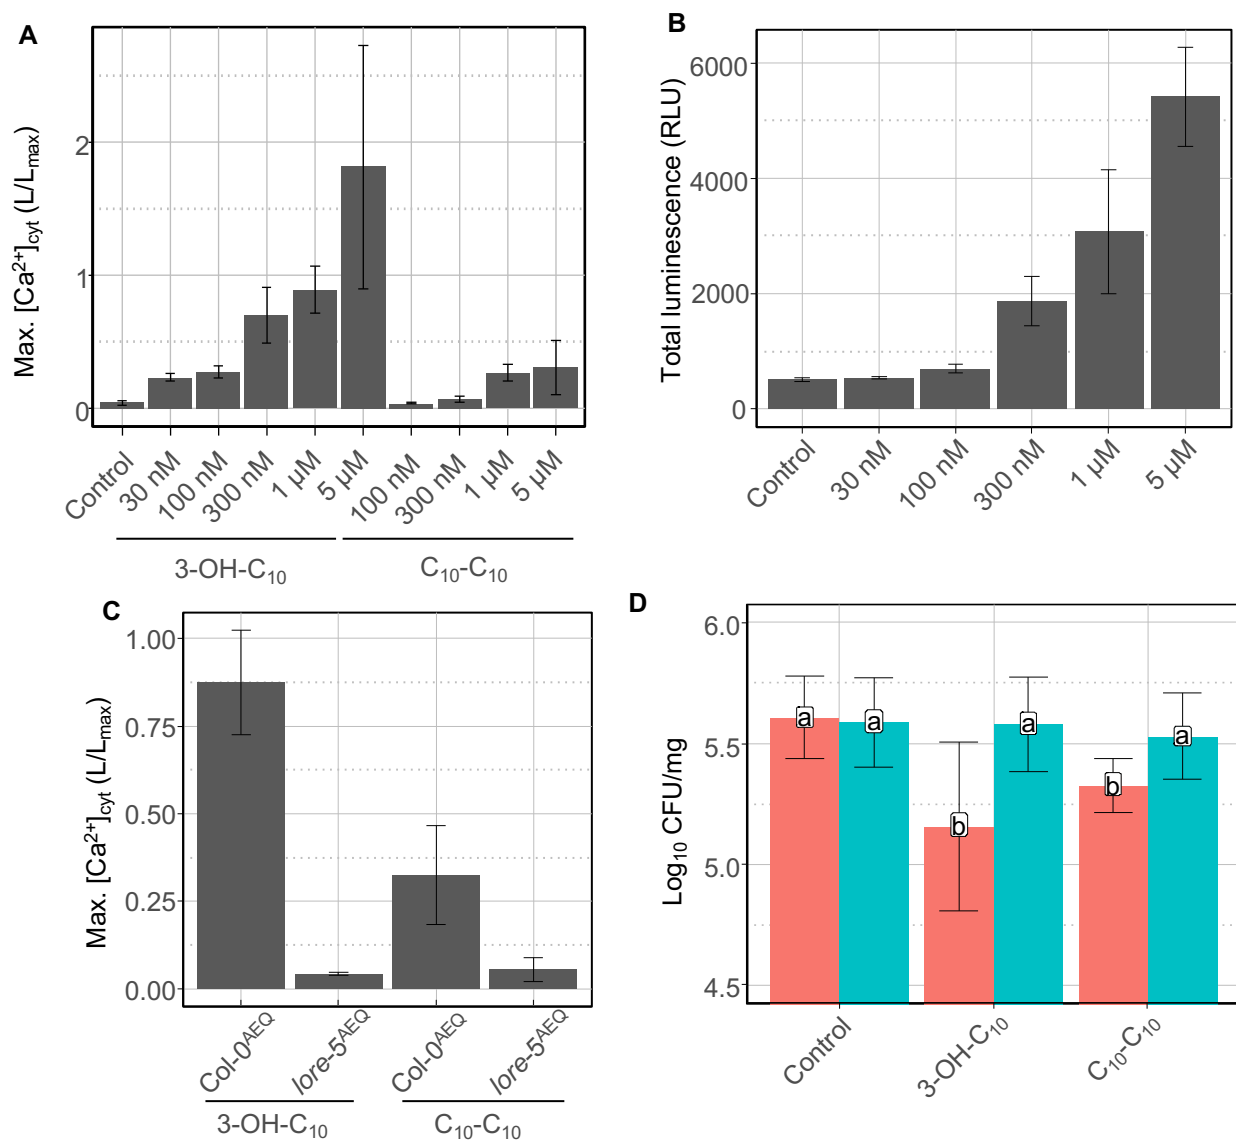 A
Max. [Ca²⁺]cyt (L/Lmax)
2
1
0
Control
30 nM
100 nM
300 nM
1 µM
5 µM
100 nM
300 nM
1 µM
5 µM
3-OH-C₁₀
C₁₀-C₁₀
B
Total luminescence (RLU)
6000
4000
2000
0
Control
30 nM
100 nM
300 nM
1 µM
5 µM
C
Max. [Ca²⁺]cyt (L/Lmax)
1.00
0.75
0.50
0.25
0.00
Col-0ᴬᴱQ
lore-5ᴬᴱQ
Col-0ᴬᴱQ
lore-5ᴬᴱQ
3-OH-C₁₀
C₁₀-C₁₀
D
Log₁₀ CFU/mg
6.0
5.5
5.0
4.5
a
a
b
a
b
a
Control
3-OH-C₁₀
C₁₀-C₁₀